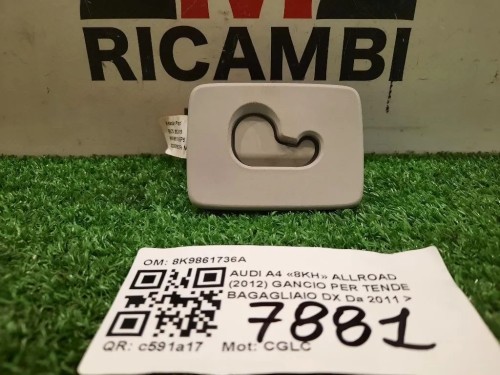 RICAMBI
OM: 8K9861736A
AUDI A4 «8KH» ALLROAD
(2012) GANCIO PER TENDE
BAGAGLIAIO DX Da 2011 >
7881
QR: c591a17 Mot: CGLC